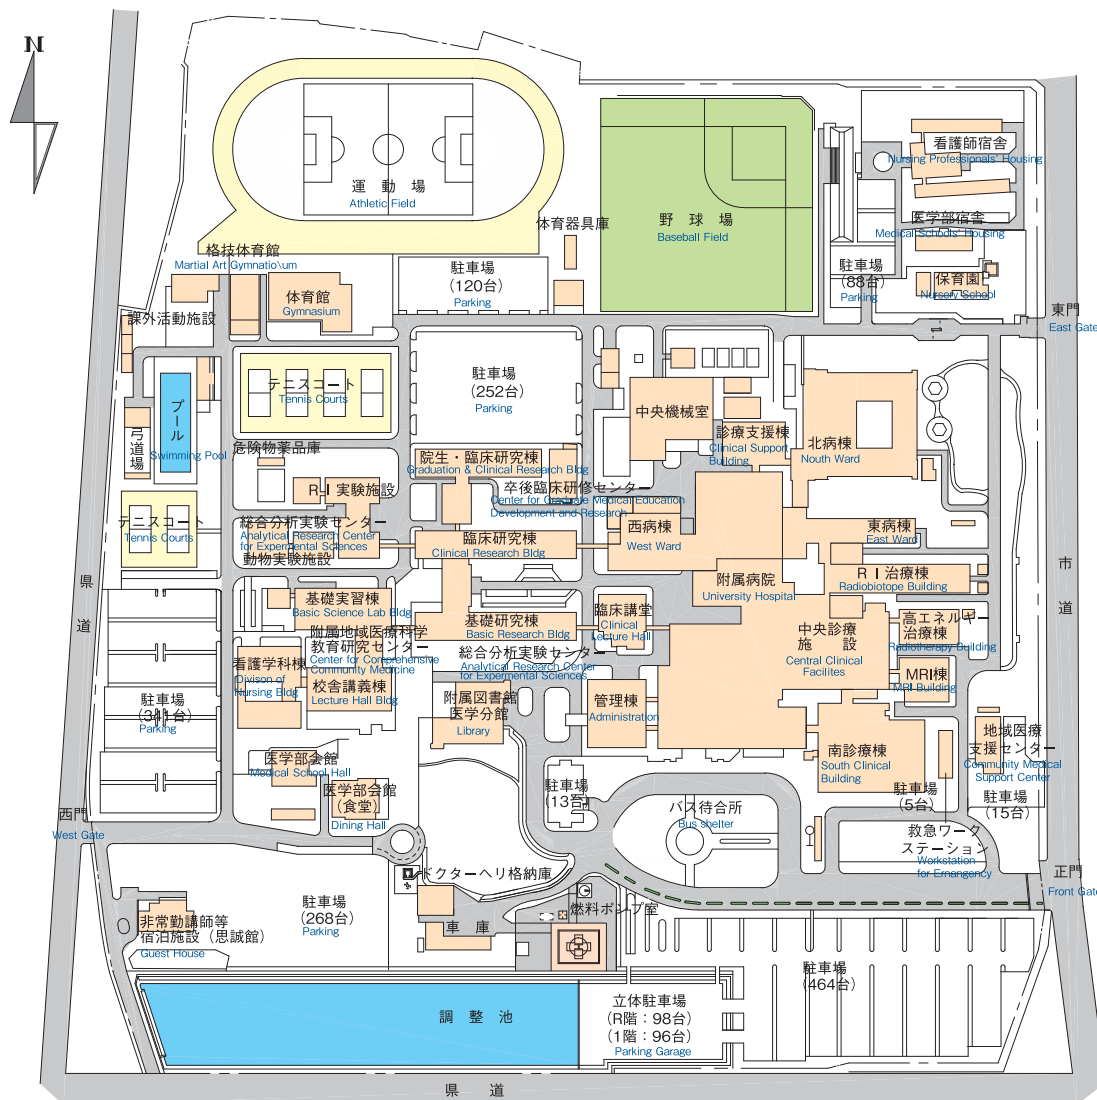 N
運 動 場
Athletic Field
野 球 場
Baseball Field
体育器具庫
看護師宿舎
Nursing Professionals' Housing
医学部宿舎
Medical Schools' Housing
駐車場
(88台)
Parking
保育園
Nursery School
東門
East Gate
格技体育館
Martial Art Gymnatio\um
体育館
Gymnasium
駐車場
(120台)
Parking
課外活動施設
テニスコート
Tennis Courts
プール
Swimming Pool
弓道場
駐車場
(252台)
Parking
中央機械室
診療支援棟
Clinical Support
Building
北病棟
Nouth Ward
危険物薬品庫
院生・臨床研究棟
Graduation & Clinical Research Bldg
RI 実験施設
卒後臨床研修センター
Center for Graduate Medical Education
Development and Research
テニスコート
Tennis Courts
総合分析実験センター
Analytical Research Center
for Expermental Sciences
動物実験施設
臨床研究棟
Clinical Research Bldg
西病棟
West Ward
東病棟
East Ward
附属病院
University Hospital
RI治療棟
Radiobiotope Building
県
道
市
道
基礎実習棟
Basic Science Lab Bldg
基礎研究棟
Basic Research Bldg
臨床講堂
Clinical
Lecture Hall
中央診療
施 設
Central Clinical
Facilites
高エネルギー
治療棟
Radiotherapy Building
附属地域医療科学
教育研究センター
Center for Comprehensive
Community Medicine
総合分析実験センター
Analytical Research Center
for Expermental Sciences
看護学科棟
Divison of
Nursing Bldg
校舎講義棟
Lecture Hall Bldg
MRI棟
MRI Building
駐車場
(341台)
Parking
附属図書館
医学分館
Library
管理棟
Administration
南診療棟
South Clinical
Building
地域医療
支援センター
Community Medical
Support Center
医学部会館
Medical School Hall
医学部会館
(食堂)
Dining Hall
駐車場
(13台)
バス待合所
Bus shelter
駐車場
(5台)
駐車場
(15台)
救急ワーク
ステーション
Workstation
for Emangency
西門
West Gate
正門
Front Gate
ドクターヘリ格納庫
駐車場
(268台)
Parking
燃料ポンプ室
車 庫
非常勤講師等
宿泊施設(思誠館)
Guest House
駐車場
(464台)
調 整 池
立体駐車場
(R階:98台)
(1階:96台)
Parking Garage
県 道